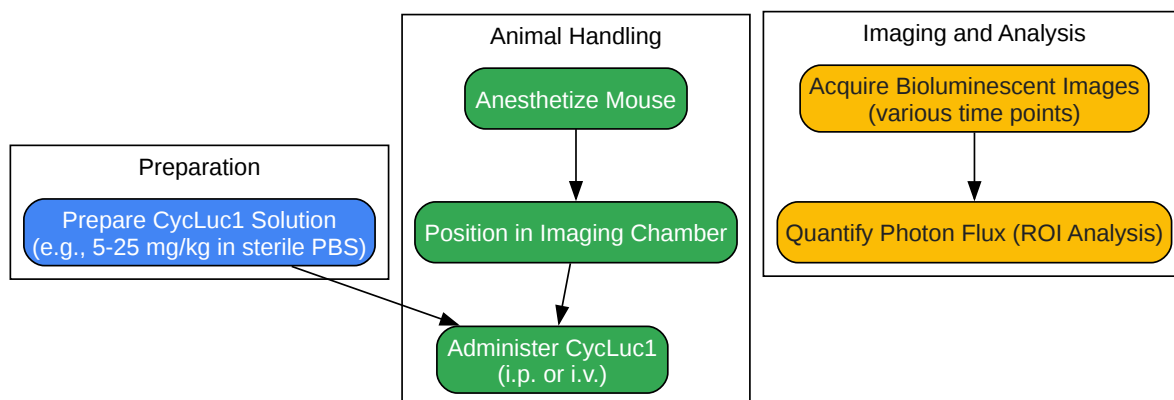 Preparation
Prepare CycLuc1 Solution
(e.g., 5-25 mg/kg in sterile PBS)
Animal Handling
Anesthetize Mouse
Position in Imaging Chamber
Administer CycLuc1
(i.p. or i.v.)
Imaging and Analysis
Acquire Bioluminescent Images
(various time points)
Quantify Photon Flux (ROI Analysis)